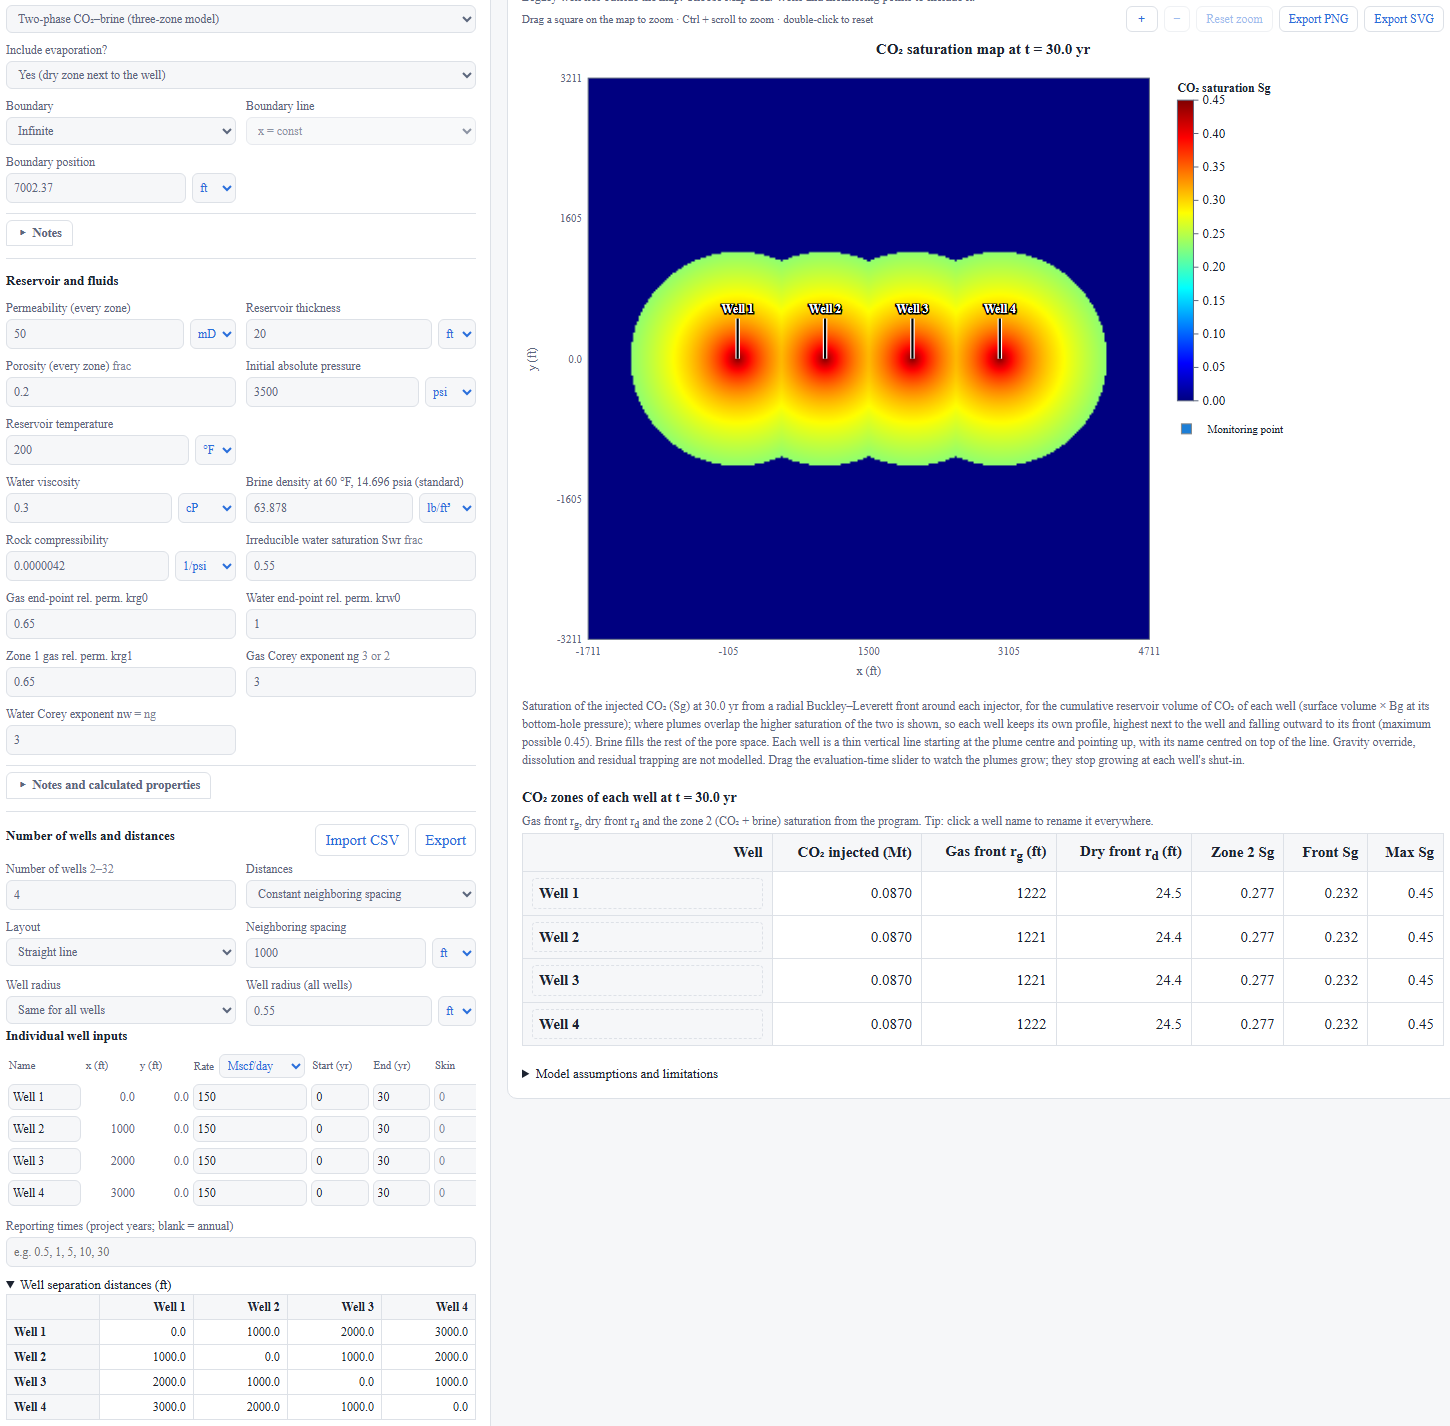 Two-phase CO₂–brine (three-zone model)
Include evaporation?
Yes (dry zone next to the well)
Boundary
Boundary line
Infinite
x = const
Boundary position
7002.37
ft
▸ Notes
Reservoir and fluids
Permeability (every zone)
Reservoir thickness
50
mD
20
ft
Porosity (every zone) frac
Initial absolute pressure
0.2
3500
psi
Reservoir temperature
200
°F
Water viscosity
Brine density at 60 °F, 14.696 psia (standard)
0.3
cP
63.878
lb/ft³
Rock compressibility
Irreducible water saturation Swr frac
0.0000042
1/psi
0.55
Gas end-point rel. perm. krg0
Water end-point rel. perm. krw0
0.65
1
Zone 1 gas rel. perm. krg1
Gas Corey exponent ng 3 or 2
0.65
3
Water Corey exponent nw = ng
3
▸ Notes and calculated properties
Number of wells and distances
Import CSV
Export
Number of wells 2–32
Distances
4
Constant neighboring spacing
Layout
Neighboring spacing
Straight line
1000
ft
Well radius
Well radius (all wells)
Same for all wells
0.55
ft
Individual well inputs
Name x (ft) y (ft) Rate Mscf/day Start (yr) End (yr) Skin
Well 1 0.0 0.0 150 0 30 0
Well 2 1000 0.0 150 0 30 0
Well 3 2000 0.0 150 0 30 0
Well 4 3000 0.0 150 0 30 0
Reporting times (project years; blank = annual)
e.g. 0.5, 1, 5, 10, 30
▼ Well separation distances (ft)
Well 1 Well 2 Well 3 Well 4
Well 1 0.0 1000.0 2000.0 3000.0
Well 2 1000.0 0.0 1000.0 2000.0
Well 3 2000.0 1000.0 0.0 1000.0
Well 4 3000.0 2000.0 1000.0 0.0
Drag a square on the map to zoom · Ctrl + scroll to zoom · double-click to reset
+
−
Reset zoom
Export PNG
Export SVG
CO₂ saturation map at t = 30.0 yr
3211
1605
0.0
-1605
-3211
y (ft)
Well 1
Well 2
Well 3
Well 4
-1711
-105
1500
3105
4711
x (ft)
CO₂ saturation Sg
0.45
0.40
0.35
0.30
0.25
0.20
0.15
0.10
0.05
0.00
Monitoring point
Saturation of the injected CO₂ (Sg) at 30.0 yr from a radial Buckley–Leverett front around each injector, for the cumulative reservoir volume of CO₂ of each well (surface volume × Bg at its
bottom-hole pressure); where plumes overlap the higher saturation of the two is shown, so each well keeps its own profile, highest next to the well and falling outward to its front (maximum
possible 0.45). Brine fills the rest of the pore space. Each well is a thin vertical line starting at the plume centre and pointing up, with its name centred on top of the line. Gravity override,
dissolution and residual trapping are not modelled. Drag the evaluation-time slider to watch the plumes grow; they stop growing at each well's shut-in.
CO₂ zones of each well at t = 30.0 yr
Gas front rg, dry front rd and the zone 2 (CO₂ + brine) saturation from the program. Tip: click a well name to rename it everywhere.
Well CO₂ injected (Mt) Gas front rg (ft) Dry front rd (ft) Zone 2 Sg Front Sg Max Sg
Well 1 0.0870 1222 24.5 0.277 0.232 0.45
Well 2 0.0870 1221 24.4 0.277 0.232 0.45
Well 3 0.0870 1221 24.4 0.277 0.232 0.45
Well 4 0.0870 1222 24.5 0.277 0.232 0.45
▶ Model assumptions and limitations